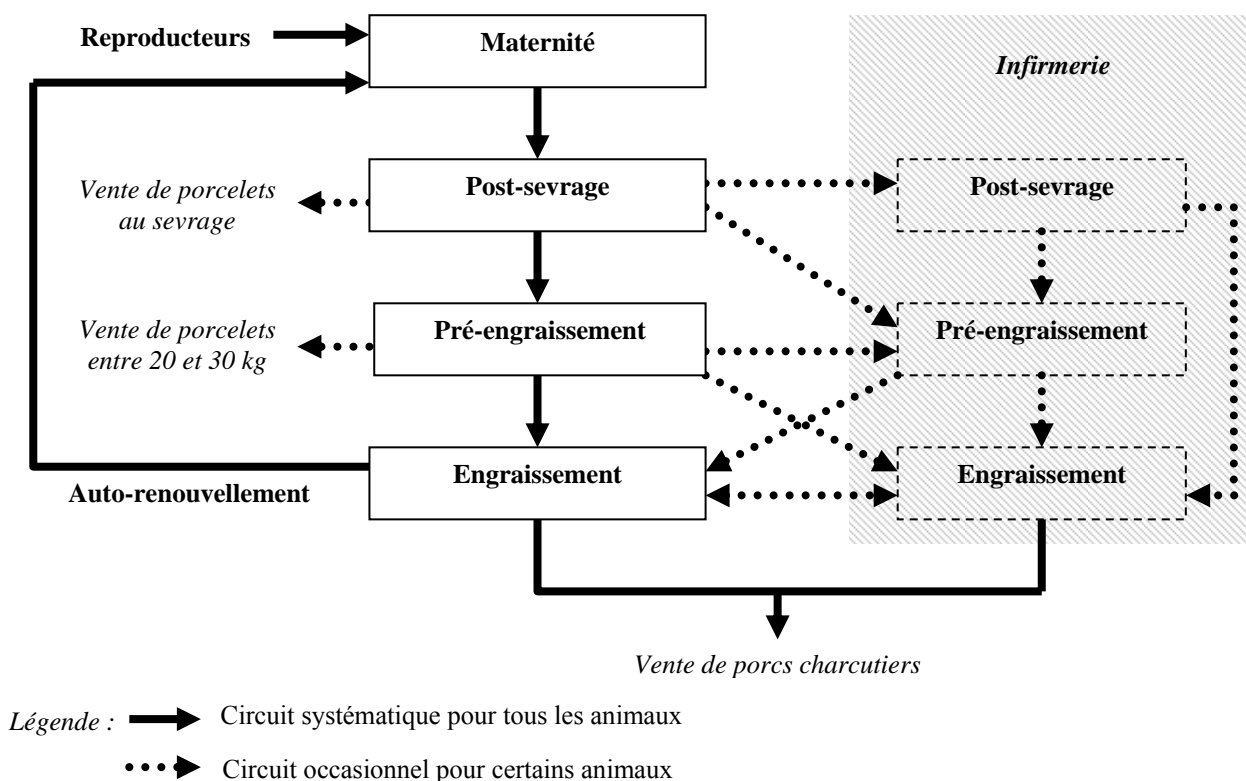 Reproducteurs
Maternité
Infirmerie
Vente de porcelets
au sevrage
Post-sevrage
Post-sevrage
Vente de porcelets
entre 20 et 30 kg
Pré-engraissement
Pré-engraissement
Engraissement
Engraissement
Auto-renouvellement
Vente de porcs charcutiers
Légende :
Circuit systématique pour tous les animaux
Circuit occasionnel pour certains animaux